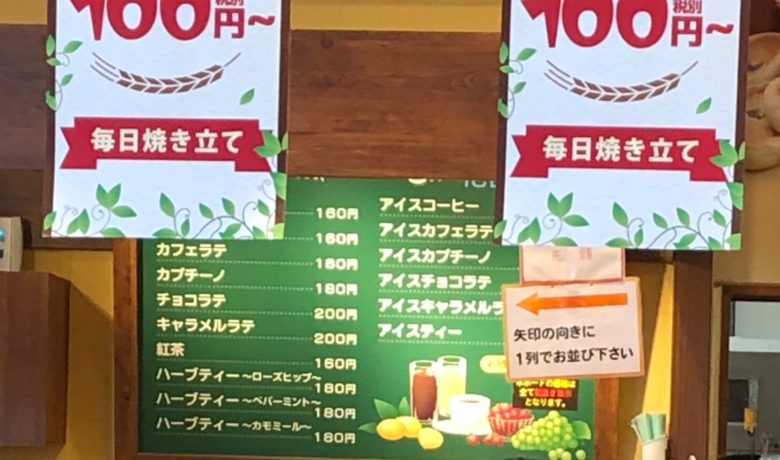 100円～
税別
毎日焼き立て
100円～
税別
毎日焼き立て
160円
160円
カフェラテ
180円
カプチーノ
180円
チョコラテ
200円
キャラメルラテ
200円
紅茶
160円
ハーブティー ～ローズヒップ～
180円
ハーブティー ～ペパーミント～
180円
ハーブティー ～カモミール～
180円
アイスコーヒー
アイスカフェラテ
アイスカプチーノ
アイスチョコラテ
アイスキャラメルラ
アイスティー
矢印の向きに
1列でお並び下さい
となります。